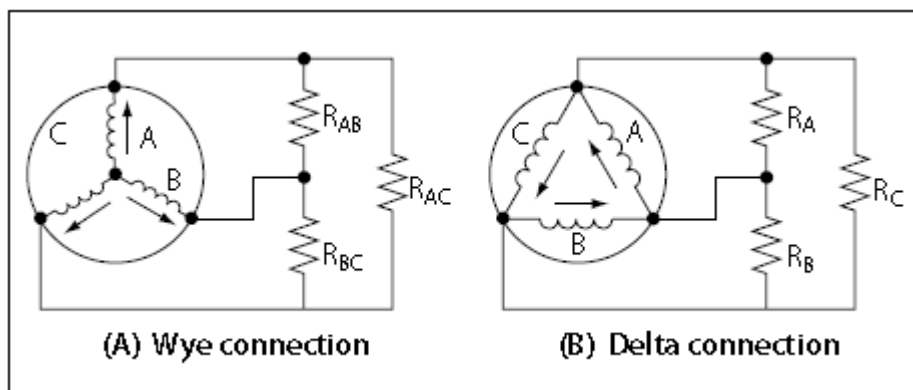 C
A
B
R_AB
R_AC
R_BC
(A) Wye connection
C
A
B
R_A
R_C
R_B
(B) Delta connection